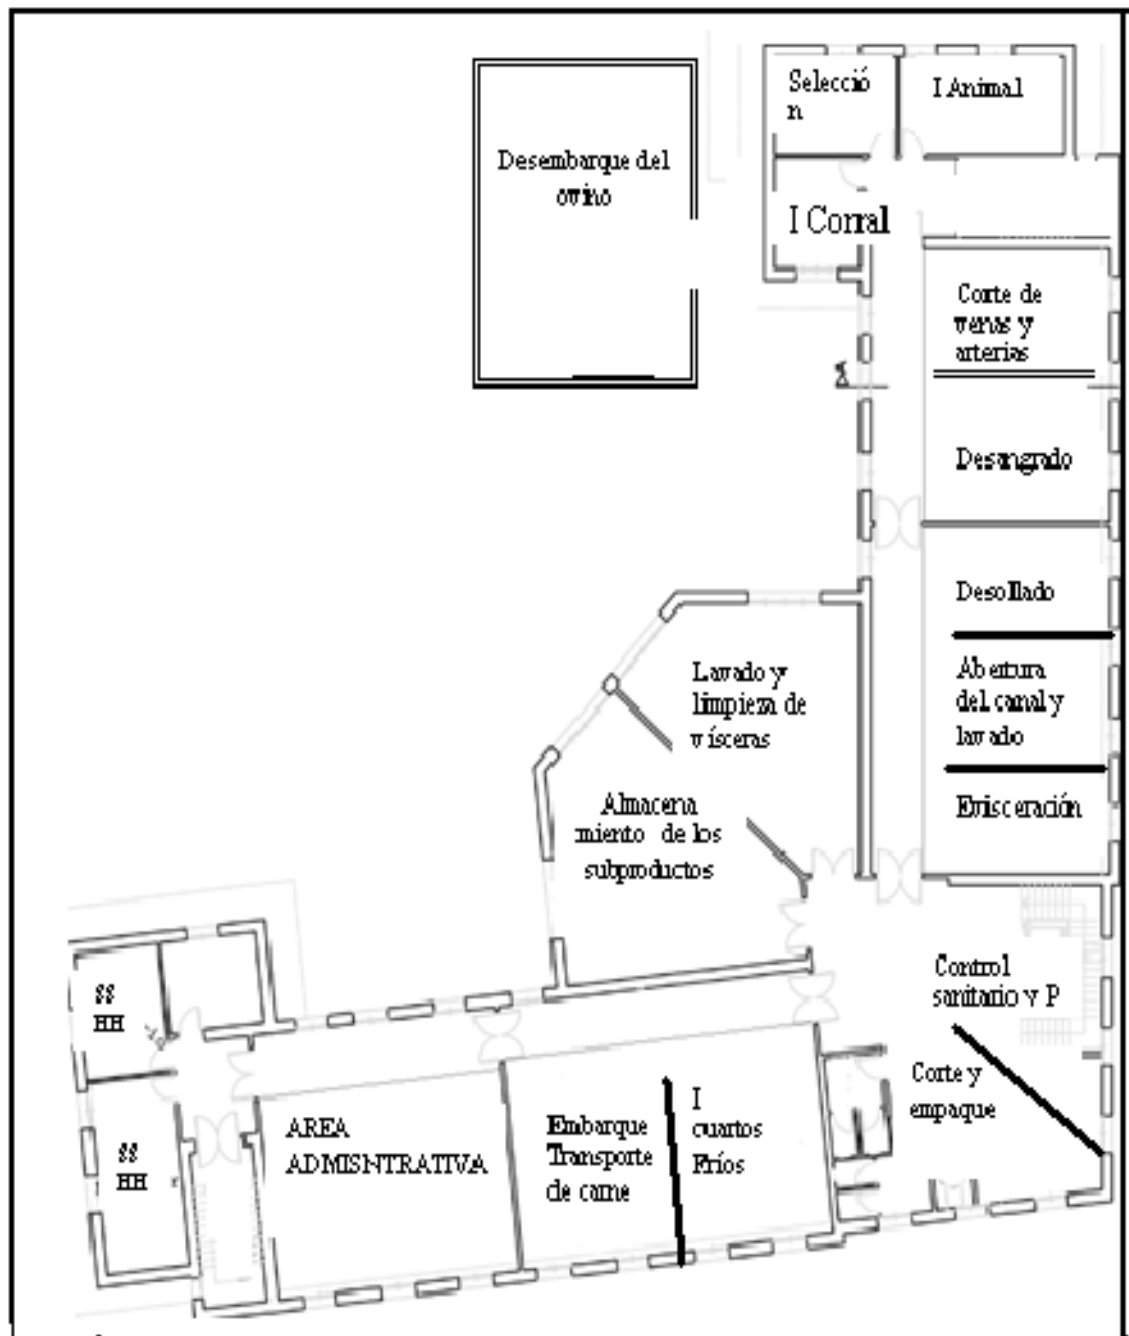 Selecció
n
I Animal
Desembarque del
ovino
I Corral
Corte de
venas y
arterias
Desangrado
Desollado
Abertura
del canal y
lavado
Evisceración
Lavado y
limpieza de
vísceras
Almacena
miento de los
subproductos
Control
sanitario y P
Corte y
empaque
I
cuartos
Fríos
Embarque
Transporte
de carne
AREA
ADMISNTRATIVA
SS
HH
SS
HH